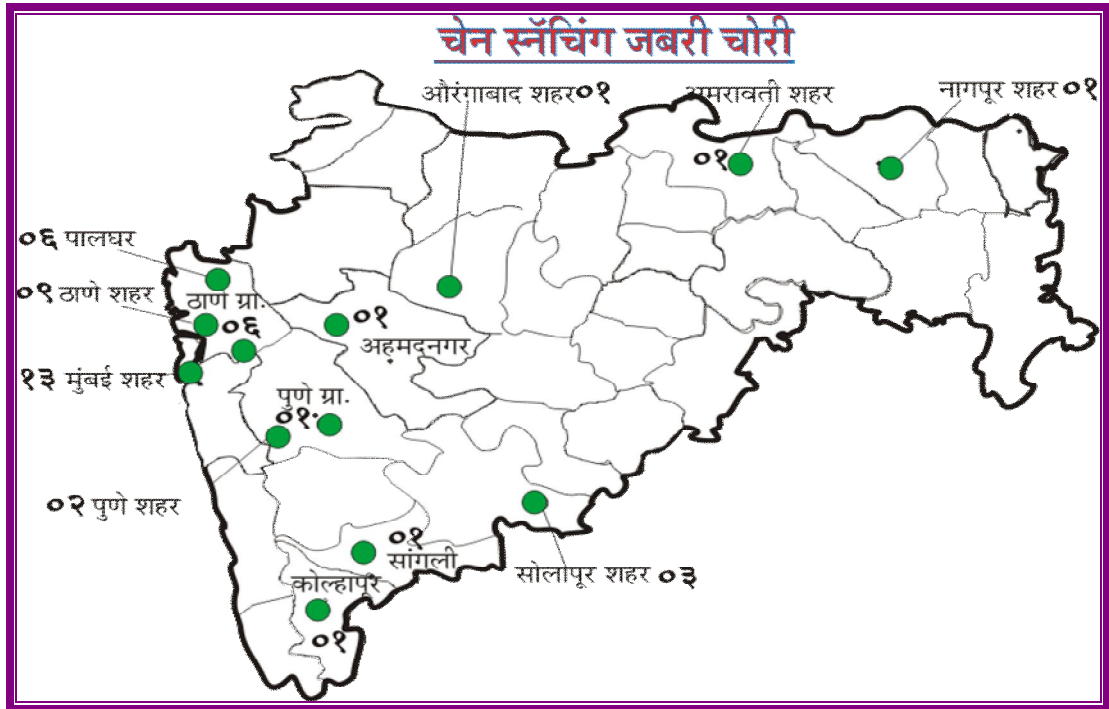 चेन स्नॅचिंग जबरी चोरी
औरंगाबाद शहर०१
अमरावती शहर
०१
नागपूर शहर ०१
०६ पालघर
०९ ठाणे शहर
ठाणे ग्रा.
०६
०१
अहमदनगर
१३ मुंबई शहर
पुणे ग्रा.
०१
०२ पुणे शहर
०१
सांगली
सोलापूर शहर ०३
कोल्हापूर
०१